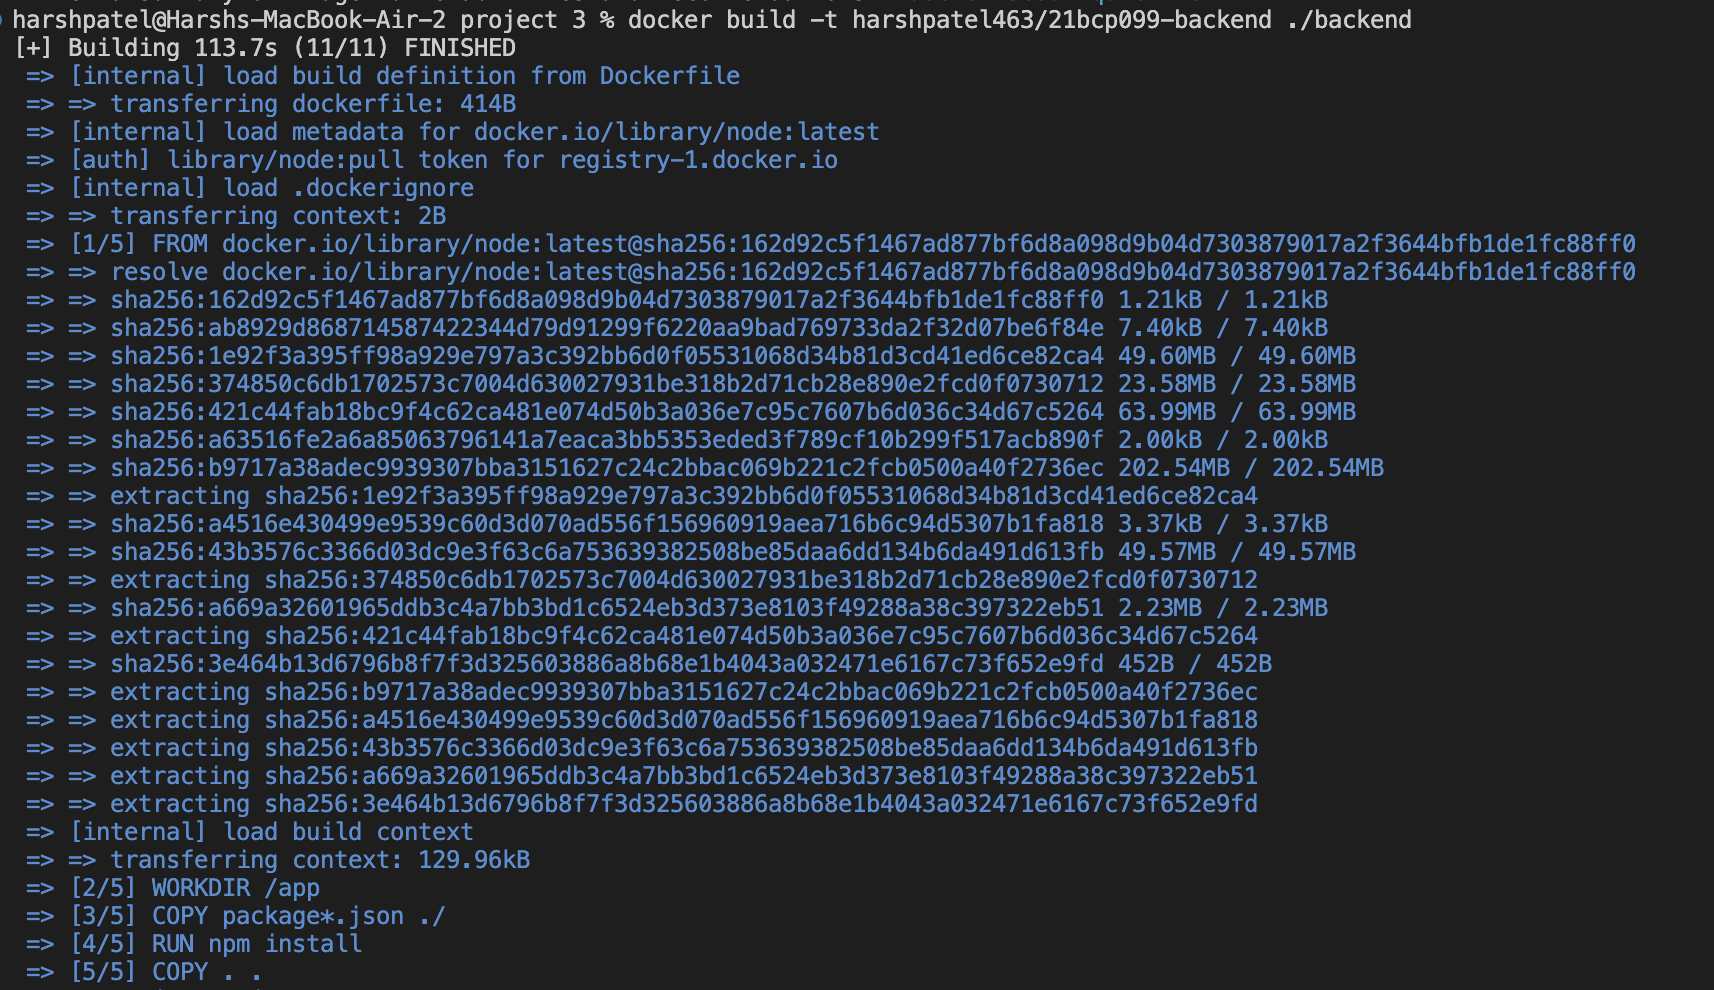 harshpatel@Harshs-MacBook-Air-2 project 3 % docker build -t harshpatel463/21bcp099-backend ./backend
[+] Building 113.7s (11/11) FINISHED
=> [internal] load build definition from Dockerfile
=> => transferring dockerfile: 414B
=> [internal] load metadata for docker.io/library/node:latest
=> [auth] library/node:pull token for registry-1.docker.io
=> [internal] load .dockerignore
=> => transferring context: 2B
=> [1/5] FROM docker.io/library/node:latest@sha256:162d92c5f1467ad877bf6d8a098d9b04d7303879017a2f3644bfb1de1fc88ff0
=> => resolve docker.io/library/node:latest@sha256:162d92c5f1467ad877bf6d8a098d9b04d7303879017a2f3644bfb1de1fc88ff0
=> => sha256:162d92c5f1467ad877bf6d8a098d9b04d7303879017a2f3644bfb1de1fc88ff0 1.21kB / 1.21kB
=> => sha256:ab8929d868714587422344d79d91299f6220aa9bad769733da2f32d07be6f84e 7.40kB / 7.40kB
=> => sha256:1e92f3a395ff98a929e797a3c392bb6d0f05531068d34b81d3cd41ed6ce82ca4 49.60MB / 49.60MB
=> => sha256:374850c6db1702573c7004d630027931be318b2d71cb28e890e2fcd0f0730712 23.58MB / 23.58MB
=> => sha256:421c44fab18bc9f4c62ca481e074d50b3a036e7c95c7607b6d036c34d67c5264 63.99MB / 63.99MB
=> => sha256:a63516fe2a6a85063796141a7eaca3bb5353eded3f789cf10b299f517acb890f 2.00kB / 2.00kB
=> => sha256:b9717a38adec9939307bba3151627c24c2bbac069b221c2fcb0500a40f2736ec 202.54MB / 202.54MB
=> => extracting sha256:1e92f3a395ff98a929e797a3c392bb6d0f05531068d34b81d3cd41ed6ce82ca4
=> => sha256:a4516e430499e9539c60d3d070ad556f156960919aea716b6c94d5307b1fa818 3.37kB / 3.37kB
=> => sha256:43b3576c3366d03dc9e3f63c6a753639382508be85daa6dd134b6da491d613fb 49.57MB / 49.57MB
=> => extracting sha256:374850c6db1702573c7004d630027931be318b2d71cb28e890e2fcd0f0730712
=> => sha256:a669a32601965ddb3c4a7bb3bd1c6524eb3d373e8103f49288a38c397322eb51 2.23MB / 2.23MB
=> => extracting sha256:421c44fab18bc9f4c62ca481e074d50b3a036e7c95c7607b6d036c34d67c5264
=> => sha256:3e464b13d6796b8f7f3d325603886a8b68e1b4043a032471e6167c73f652e9fd 452B / 452B
=> => extracting sha256:b9717a38adec9939307bba3151627c24c2bbac069b221c2fcb0500a40f2736ec
=> => extracting sha256:a4516e430499e9539c60d3d070ad556f156960919aea716b6c94d5307b1fa818
=> => extracting sha256:43b3576c3366d03dc9e3f63c6a753639382508be85daa6dd134b6da491d613fb
=> => extracting sha256:a669a32601965ddb3c4a7bb3bd1c6524eb3d373e8103f49288a38c397322eb51
=> => extracting sha256:3e464b13d6796b8f7f3d325603886a8b68e1b4043a032471e6167c73f652e9fd
=> [internal] load build context
=> => transferring context: 129.96kB
=> [2/5] WORKDIR /app
=> [3/5] COPY package*.json ./
=> [4/5] RUN npm install
=> [5/5] COPY . .